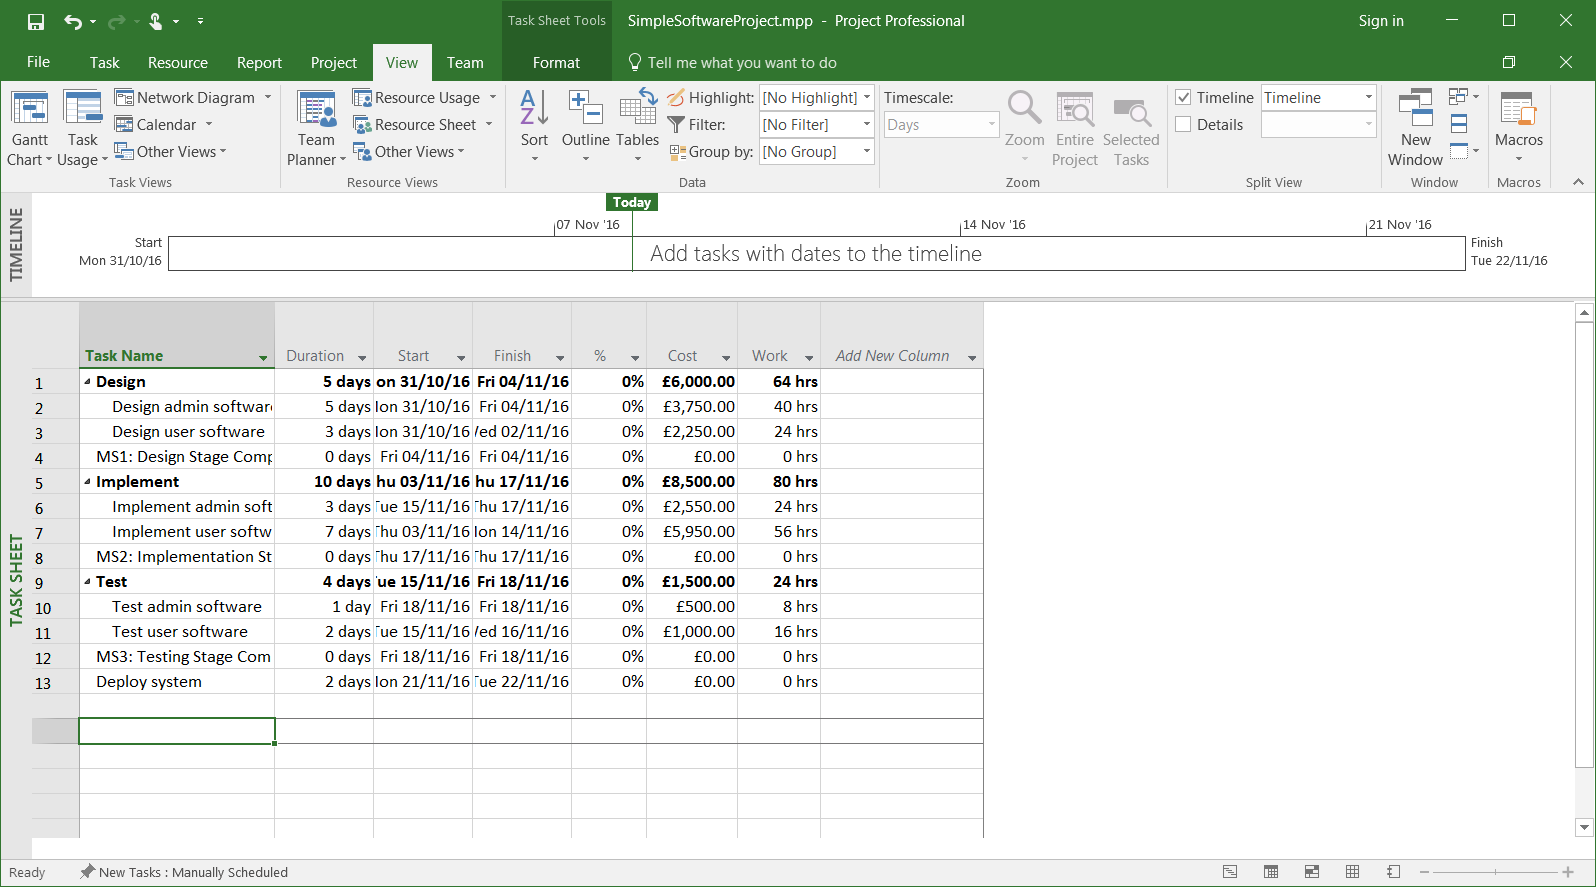 Task Sheet Tools SimpleSoftwareProject.mpp - Project Professional Sign in
File Task Resource Report Project View Team Format Tell me what you want to do
Gantt Chart
Task Usage
Network Diagram
Calendar
Other Views
Task Views
Team Planner
Resource Usage
Resource Sheet
Other Views
Resource Views
Sort
Outline
Tables
Highlight: [No Highlight]
Filter: [No Filter]
Group by: [No Group]
Data
Timescale:
Days
Zoom
Entire Project
Selected Tasks
Zoom
Timeline Timeline
Details
Split View
New Window
Window
Macros
Macros
TIMELINE
Today
07 Nov '16 14 Nov '16 21 Nov '16
Start
Mon 31/10/16
Add tasks with dates to the timeline
Finish
Tue 22/11/16
TASK SHEET
Task Name Duration Start Finish % Cost Work Add New Column
1 Design 5 days on 31/10/16 Fri 04/11/16 0% £6,000.00 64 hrs
2 Design admin software 5 days on 31/10/16 Fri 04/11/16 0% £3,750.00 40 hrs
3 Design user software 3 days on 31/10/16 ed 02/11/16 0% £2,250.00 24 hrs
4 MS1: Design Stage Comp 0 days Fri 04/11/16 Fri 04/11/16 0% £0.00 0 hrs
5 Implement 10 days hu 03/11/16 hu 17/11/16 0% £8,500.00 80 hrs
6 Implement admin soft 3 days Tue 15/11/16 Thu 17/11/16 0% £2,550.00 24 hrs
7 Implement user softw 7 days Thu 03/11/16 on 14/11/16 0% £5,950.00 56 hrs
8 MS2: Implementation St 0 days Thu 17/11/16 Thu 17/11/16 0% £0.00 0 hrs
9 Test 4 days ue 15/11/16 Fri 18/11/16 0% £1,500.00 24 hrs
10 Test admin software 1 day Fri 18/11/16 Fri 18/11/16 0% £500.00 8 hrs
11 Test user software 2 days Tue 15/11/16 ed 16/11/16 0% £1,000.00 16 hrs
12 MS3: Testing Stage Com 0 days Fri 18/11/16 Fri 18/11/16 0% £0.00 0 hrs
13 Deploy system 2 days on 21/11/16 Tue 22/11/16 0% £0.00 0 hrs
Ready New Tasks : Manually Scheduled